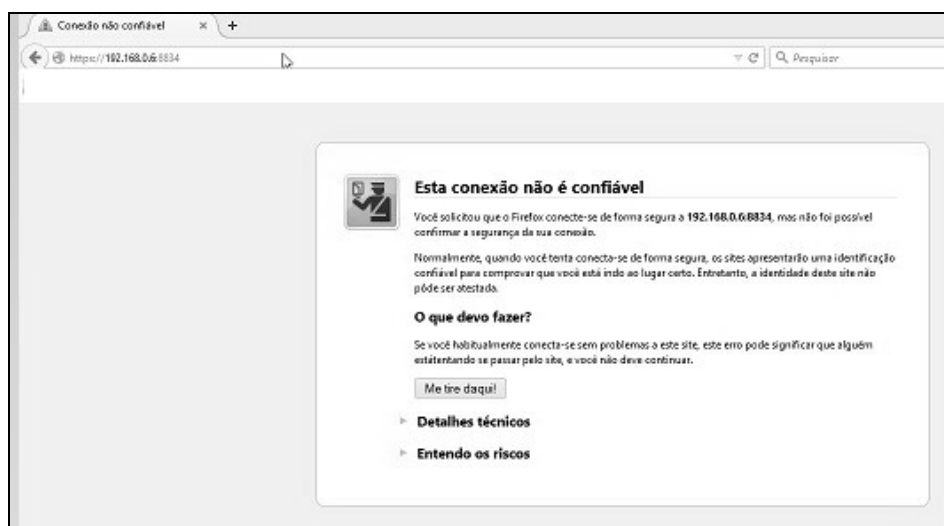 Conexão não confiável × +
https://192.168.0.6:8834
Pesquisar
Esta conexão não é confiável
Você solicitou que o Firefox conecte-se de forma segura a 192.168.0.6:8834, mas não foi possível
confirmar a segurança da sua conexão.
Normalmente, quando você tenta conecta-se de forma segura, os sites apresentarão uma identificação
confiável para comprovar que você está indo ao lugar certo. Entretanto, a identidade deste site não
pôde ser atestada.
O que devo fazer?
Se você habitualmente conecta-se sem problemas a este site, este erro pode significar que alguém
estátentando se passar pelo site, e você não deve continuar.
Me tire daqui!
Detalhes técnicos
Entendo os riscos